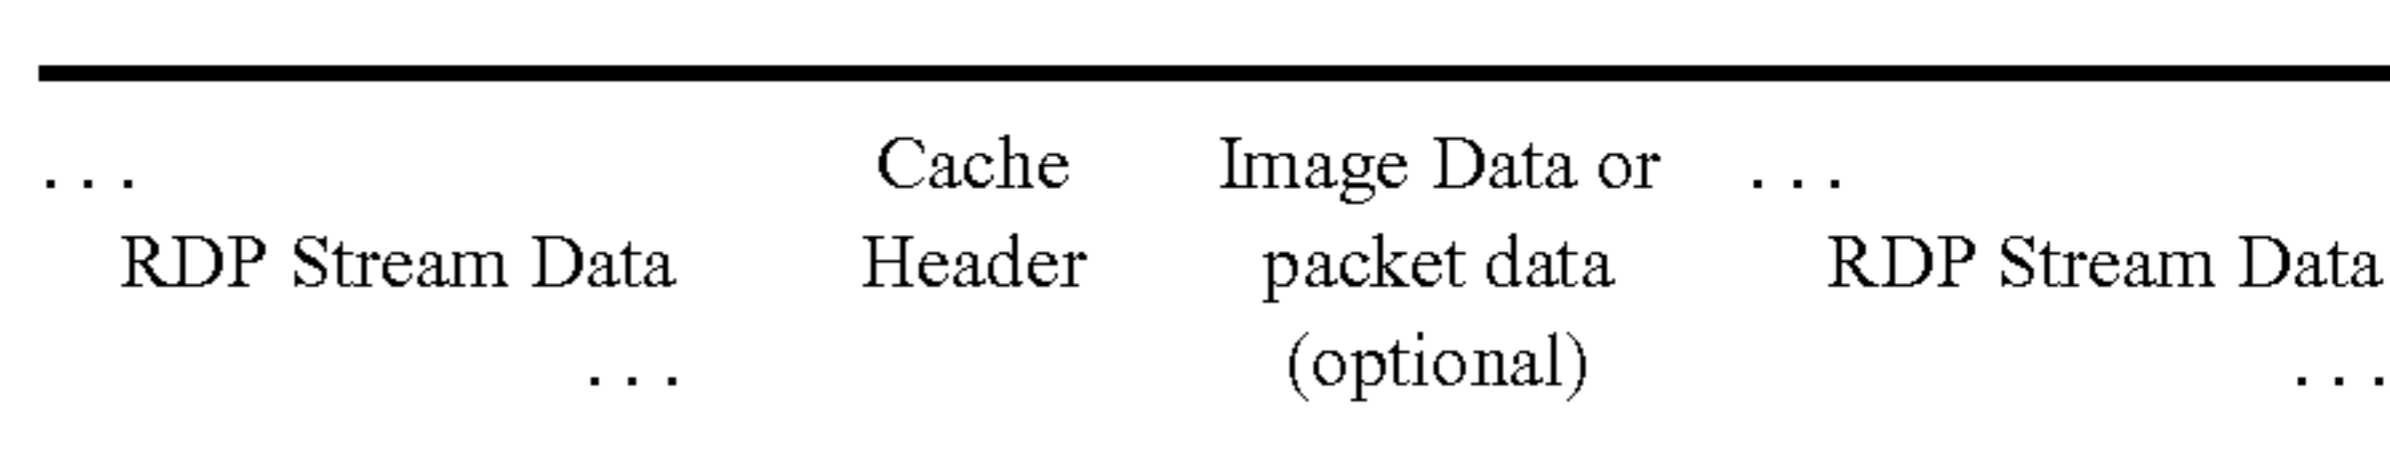 . . .
RDP Stream Data
. . .
Cache
Header
Image Data or
packet data
(optional)
. . .
RDP Stream Data
. . .